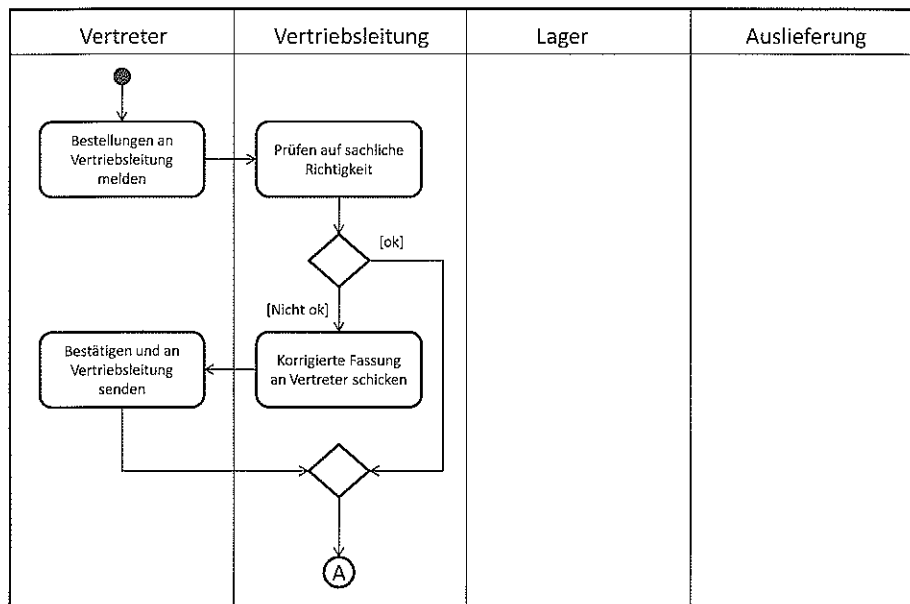 Vertreter
Vertriebsleitung
Lager
Auslieferung
Bestellungen an
Vertriebsleitung
melden
Prüfen auf sachliche
Richtigkeit
[ok]
[Nicht ok]
Bestätigen und an
Vertriebsleitung
senden
Korrigierte Fassung
an Vertreter schicken
A